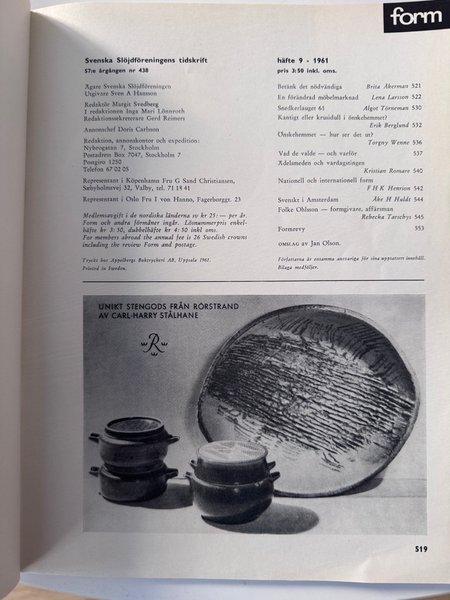 form
Svenska Slöjdföreningens tidskrift
57:e årgången nr 438
Ägare Svenska Slöjdföreningen
Utgivare Sven A Hansson
Redaktör Margit Svedberg
I redaktionen Inga Mari Lönnroth
Redaktionssekreterare Gerd Reimers
Annonschef Doris Carlson
Redaktion, annonskontor och expedition:
Nybrogatan 7, Stockholm
Postadress Box 7047, Stockholm 7
Postgiro 1250
Telefon 67 02 05
Representant i Köpenhamn Fru G Sand Christiansen,
Søbyholmvej 32, Valby, tel. 71 14 41
Representant i Oslo Fru I von Hanno, Fagerborggt. 23
Medlemsavgift i de nordiska länderna sv kr 25: — per år.
Form och andra förmåner ingår. Lösnummerpris enkel-
häfte kr 3: 50, dubbelhäfte kr 4: 50 inkl. oms.
For members abroad the annual fee is 26 Swedish crowns
including the review Form and postage.
Tryckt hos Appelbergs Boktryckeri AB, Uppsala 1961.
Printed in Sweden.
häfte 9 - 1961
pris 3:50 inkl. oms.
Betänk det nödvändiga Brita Åkerman 521
En förändrad möbelmarknad Lena Larsson 522
Snedkerlauget 61 Algot Törneman 530
Kantigt eller krusidull i önskehemmet?
Erik Berglund 532
Önskehemmet — hur ser det ut?
Torgny Wenne 536
Vad de valde — och varför 537
Ädelsmeden och vardagstingen
Kristian Romare 540
Nationell och internationell form
F H K Henrion 542
Svenskt i Amsterdam Åke H Huldt 544
Folke Ohlsson — formgivare, affärsman
Rebecka Tarschys 545
Formrevy 553
OMSLAG av Jan Olson.
Författarna är ensamma ansvariga för sina uppsatsers innehåll.
Bilaga medföljer.
UNIKT STENGODS FRÅN RÖRSTRAND
AV CARL-HARRY STÅLHANE
R
519